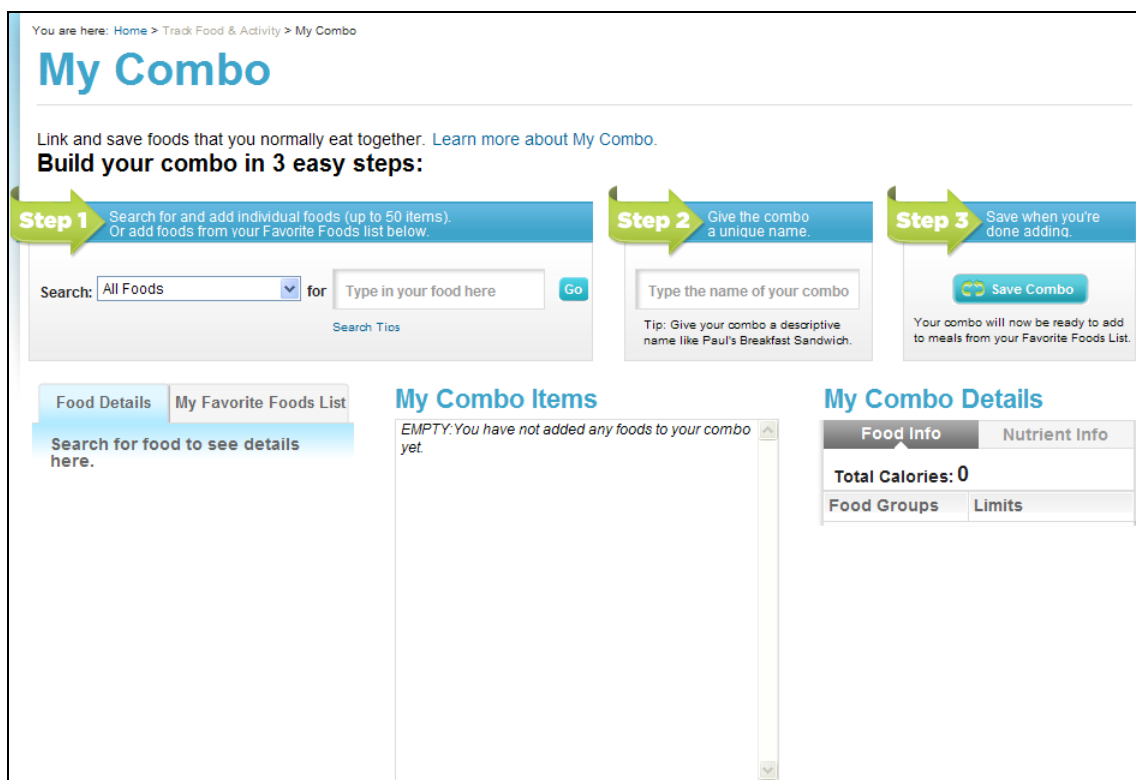 You are here: Home > Track Food & Activity > My Combo
My Combo
Link and save foods that you normally eat together. Learn more about My Combo.
Build your combo in 3 easy steps:
Step 1
Search for and add individual foods (up to 50 items).
Or add foods from your Favorite Foods list below.
Search: All Foods for Type in your food here Go
Search Tips
Step 2
Give the combo
a unique name.
Type the name of your combo
Tip: Give your combo a descriptive
name like Paul's Breakfast Sandwich.
Step 3
Save when you're
done adding.
Save Combo
Your combo will now be ready to add
to meals from your Favorite Foods List.
Food Details My Favorite Foods List
Search for food to see details
here.
My Combo Items
EMPTY:You have not added any foods to your combo
yet.
My Combo Details
Food Info Nutrient Info
Total Calories: 0
Food Groups Limits